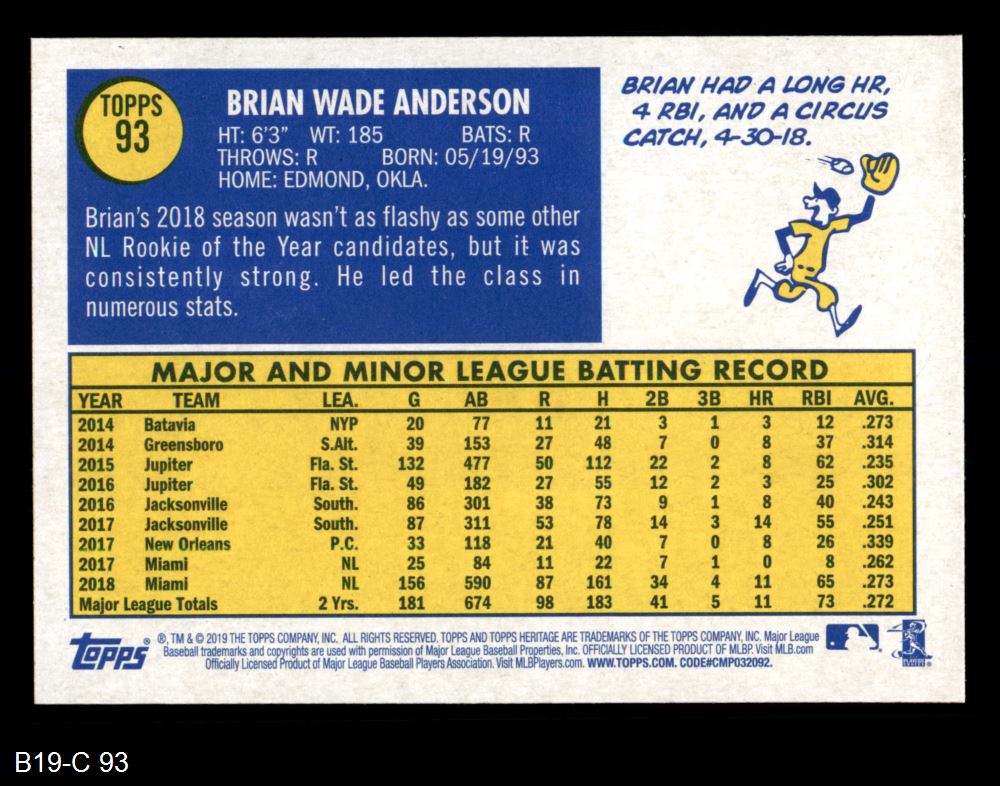 TOPPS
93
BRIAN WADE ANDERSON
HT: 6'3" WT: 185 BATS: R
THROWS: R BORN: 05/19/93
HOME: EDMOND, OKLA.
Brian's 2018 season wasn't as flashy as some other
NL Rookie of the Year candidates, but it was
consistently strong. He led the class in
numerous stats.
BRIAN HAD A LONG HR,
4 RBI, AND A CIRCUS
CATCH, 4-30-18.
MAJOR AND MINOR LEAGUE BATTING RECORD
YEAR TEAM LEA. G AB R H 2B 3B HR RBI AVG.
2014 Batavia NYP 20 77 11 21 3 1 3 12 .273
2014 Greensboro S.Alt. 39 153 27 48 7 0 8 37 .314
2015 Jupiter Fla. St. 132 477 50 112 22 2 8 62 .235
2016 Jupiter Fla. St. 49 182 27 55 12 2 3 25 .302
2016 Jacksonville South. 86 301 38 73 9 1 8 40 .243
2017 Jacksonville South. 87 311 53 78 14 3 14 55 .251
2017 New Orleans P.C. 33 118 21 40 7 0 8 26 .339
2017 Miami NL 25 84 11 22 7 1 0 8 .262
2018 Miami NL 156 590 87 161 34 4 11 65 .273
Major League Totals 2 Yrs. 181 674 98 183 41 5 11 73 .272
Topps
®, TM & © 2019 THE TOPPS COMPANY, INC. ALL RIGHTS RESERVED. TOPPS AND TOPPS HERITAGE ARE TRADEMARKS OF THE TOPPS COMPANY, INC. Major League
Baseball trademarks and copyrights are used with permission of Major League Baseball Properties, Inc. OFFICIALLY LICENSED PRODUCT OF MLBP. Visit MLB.com
Officially Licensed Product of Major League Baseball Players Association. Visit MLBPlayers.com. WWW.TOPPS.COM. CODE#CMP032092.
B19-C 93